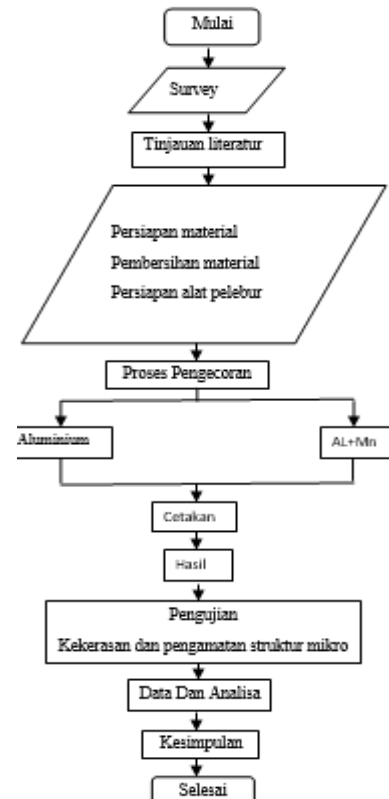 Mulai
Survey
Tinjauan literatur
Persiapan material
Pembersihan material
Persiapan alat pelebur
Proses Pengecoran
Aluminium
AL+Mn
Cetakan
Hasil
Pengujian
Kekerasan dan pengamatan struktur mikro
Data Dan Analisa
Kesimpulan
Selesai